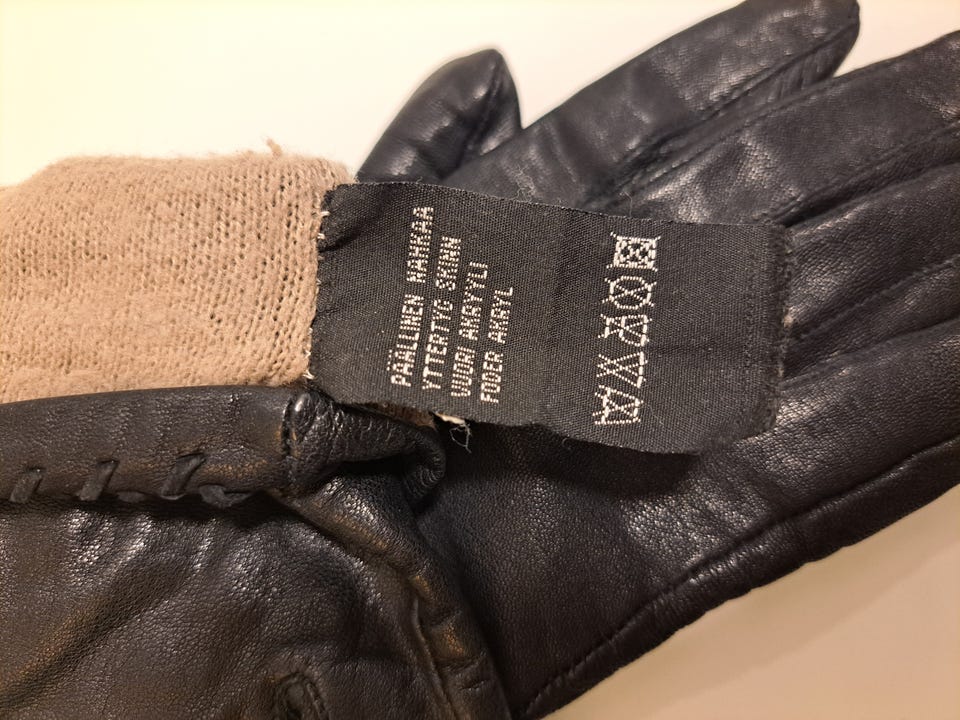 PÄÄLLINEN NAHKAA
YTTERTYG SKINN
VUORI AKRYYLI
FODER AKRYL